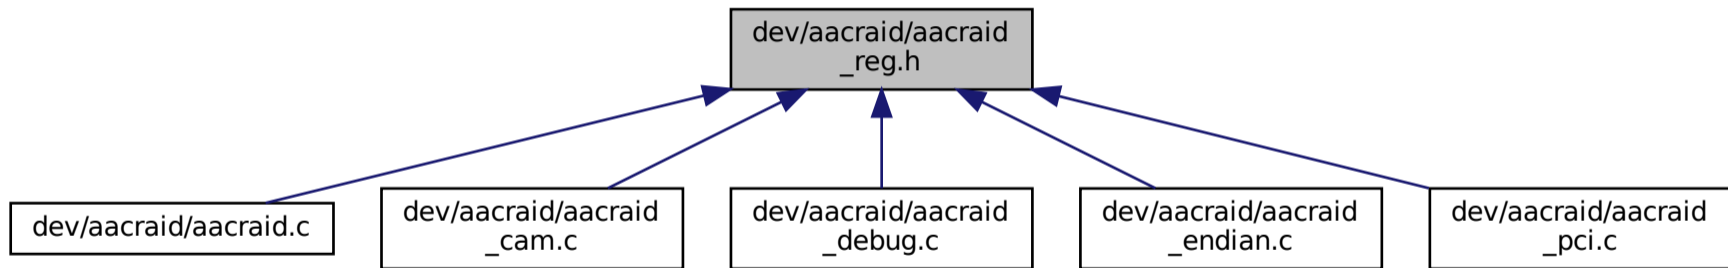 dev/aacraid/aacraid
_reg.h
dev/aacraid/aacraid.c
dev/aacraid/aacraid
_cam.c
dev/aacraid/aacraid
_debug.c
dev/aacraid/aacraid
_endian.c
dev/aacraid/aacraid
_pci.c